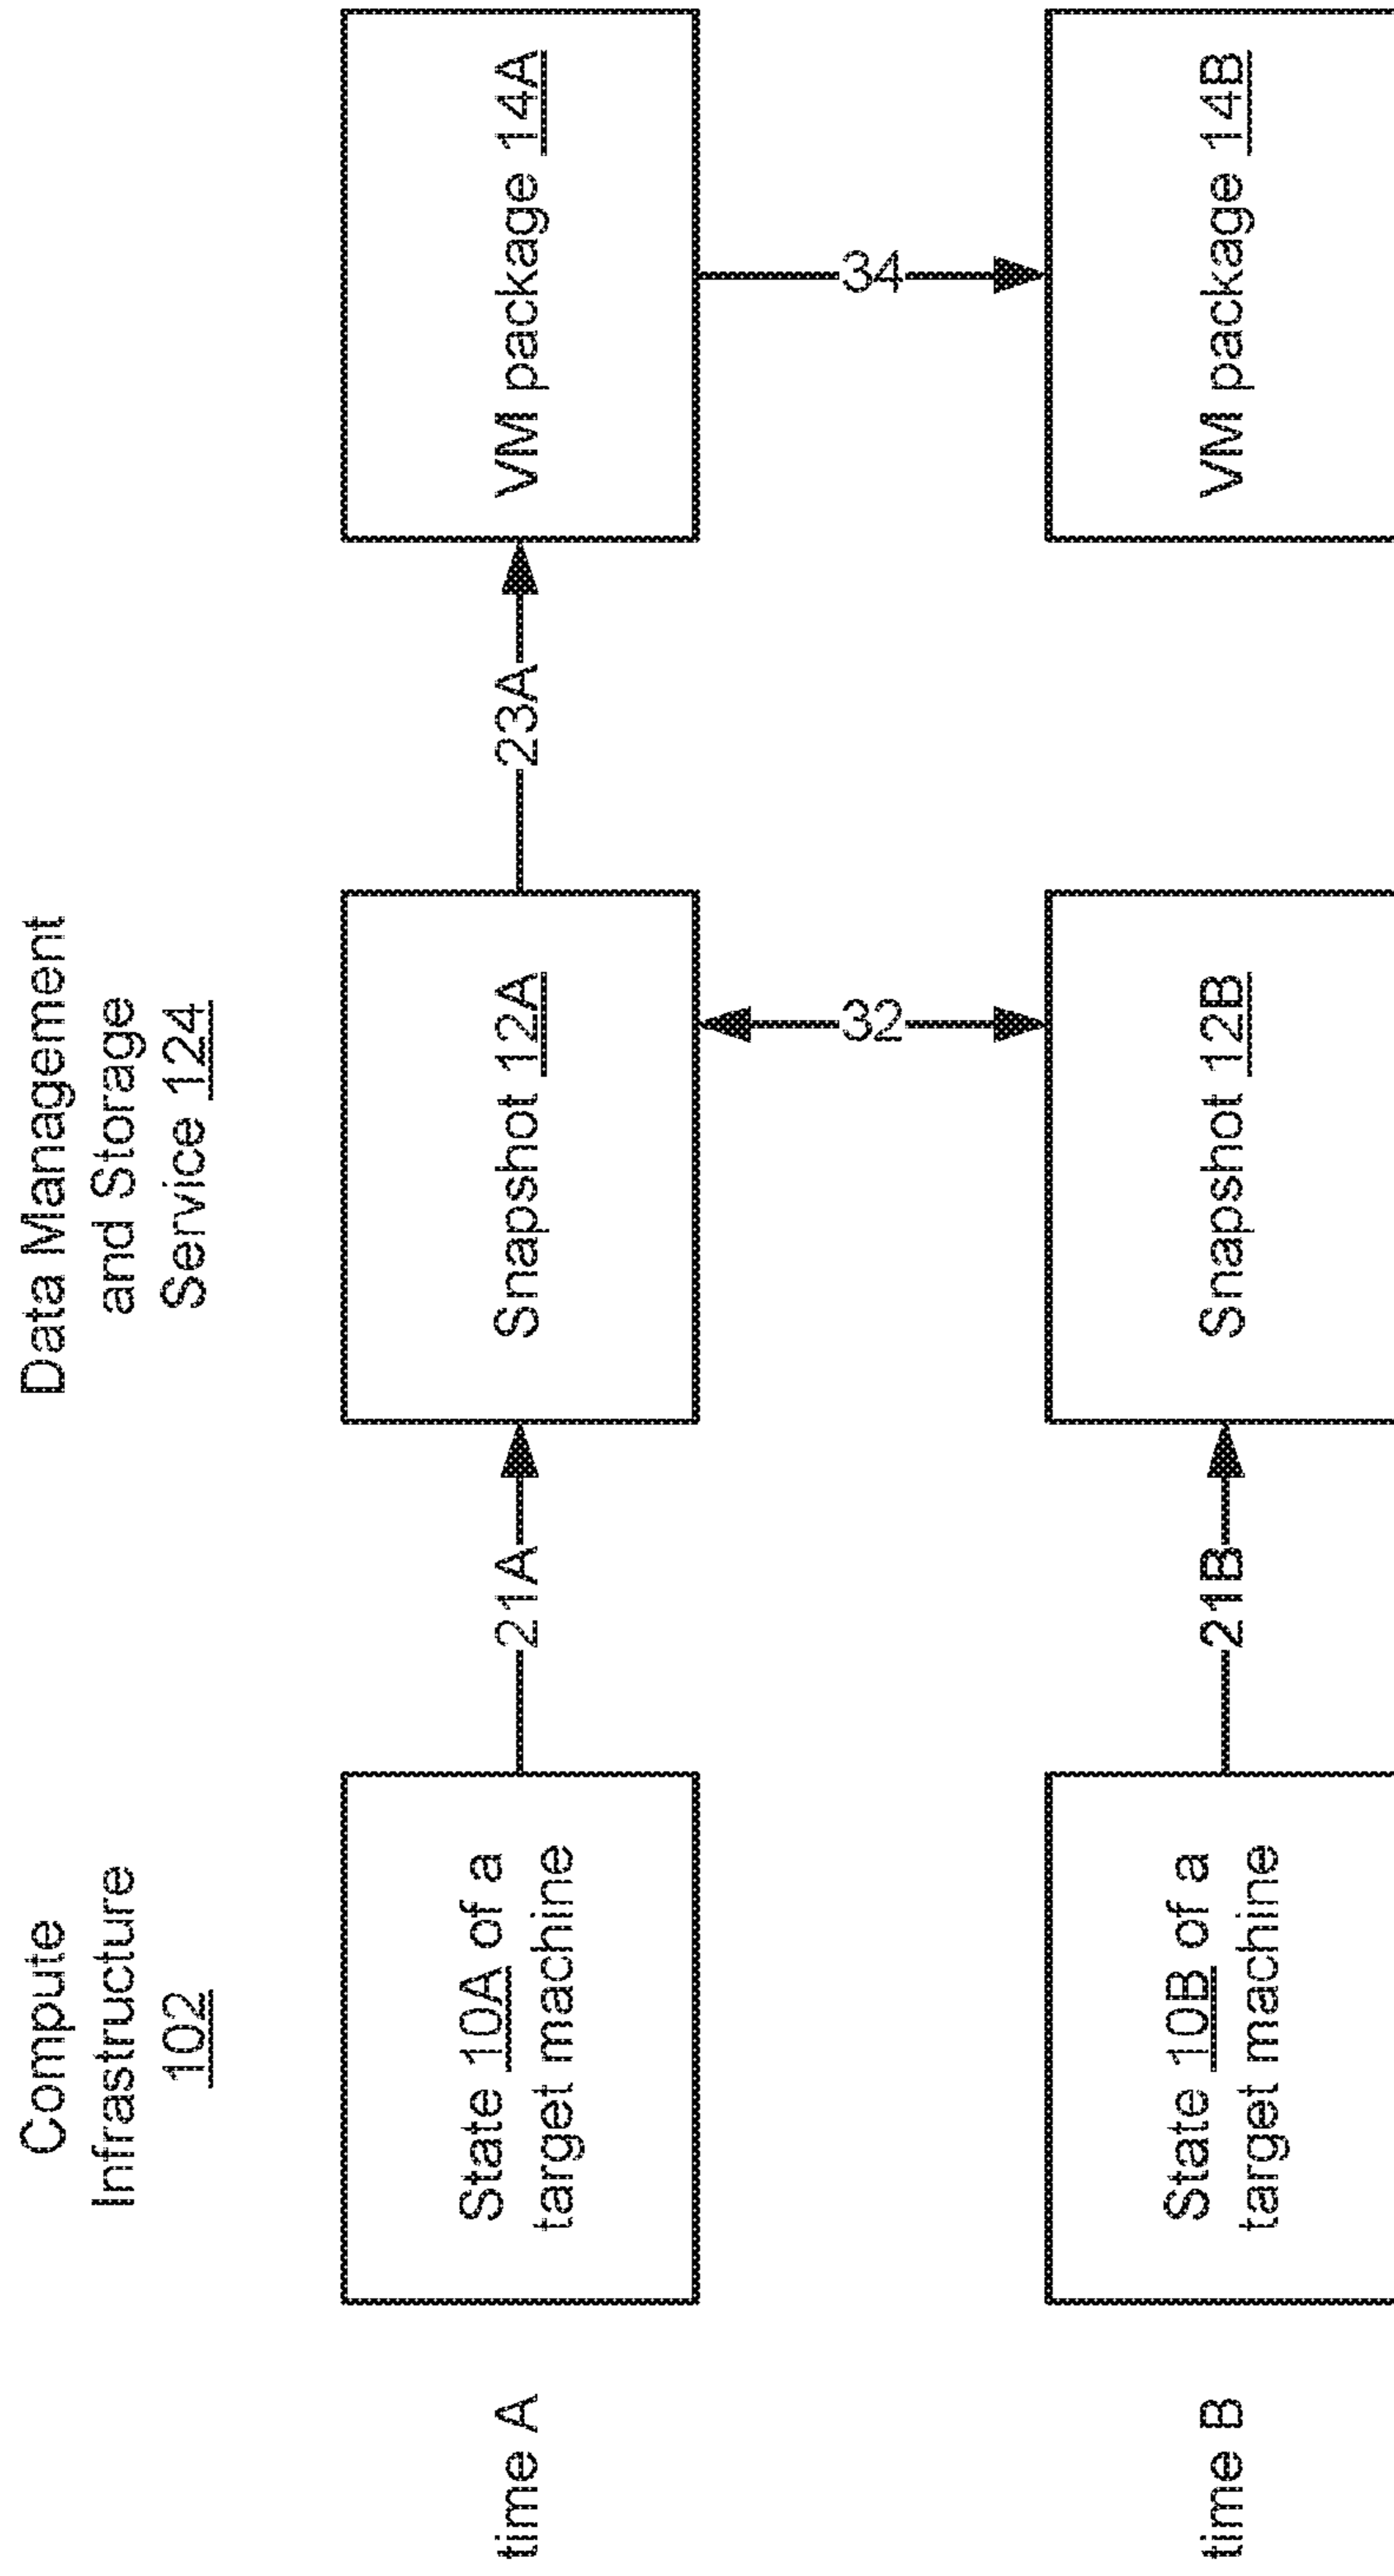 Compute
Infrastructure
102
Data Management
and Storage
Service 124
time A
State 10A of a
target machine
21A
Snapshot 12A
23A
VM package 14A
32
34
time B
State 10B of a
target machine
21B
Snapshot 12B
VM package 14B